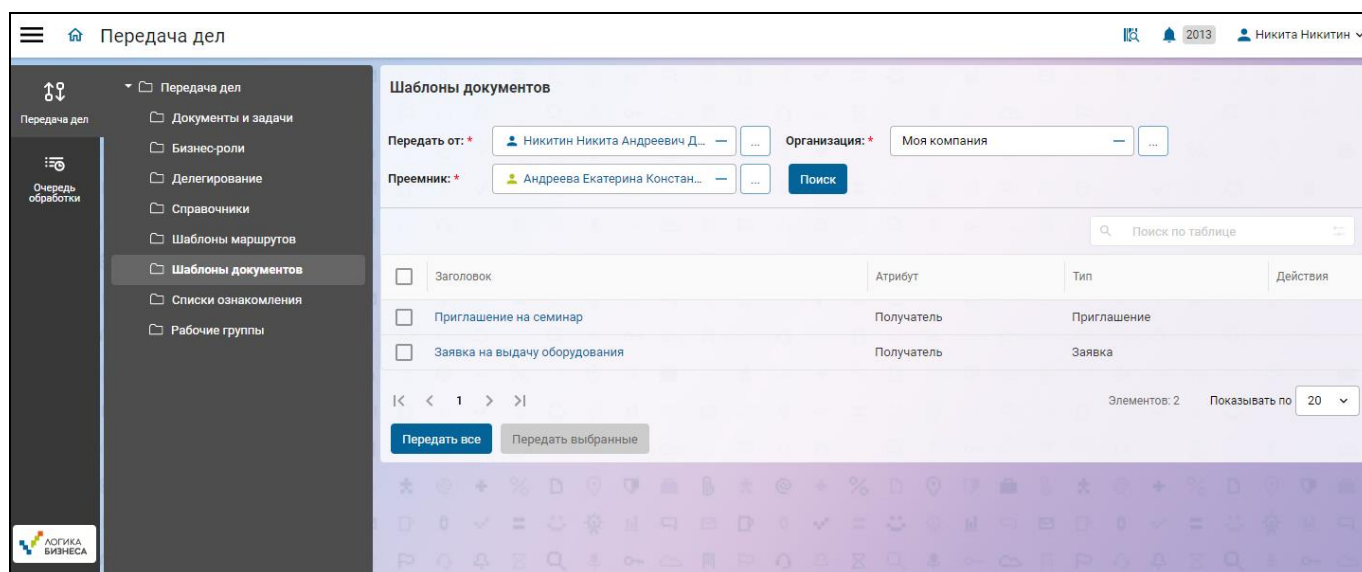 Передача дел
2013
Никита Никитин
Передача дел
Очередь
обработки
Передача дел
Документы и задачи
Бизнес-роли
Делегирование
Справочники
Шаблоны маршрутов
Шаблоны документов
Списки ознакомления
Рабочие группы
Шаблоны документов
Передать от: * Никитин Никита Андреевич Д... ... Организация: * Моя компания ...
Преемник: * Андреева Екатерина Констан... ... Поиск
Поиск по таблице
Заголовок Атрибут Тип Действия
Приглашение на семинар Получатель Приглашение
Заявка на выдачу оборудования Получатель Заявка
1 Элементов: 2 Показывать по 20
Передать все Передать выбранные
ЛОГИКА
БИЗНЕСА